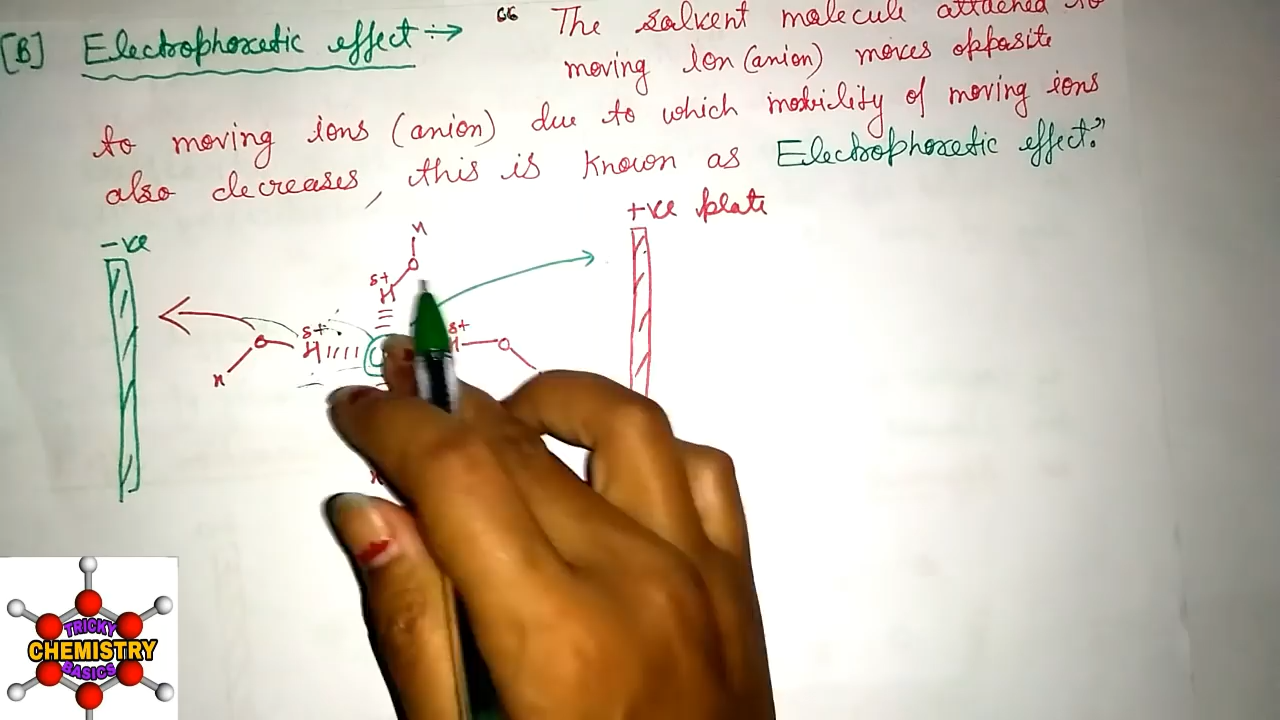 [B] Electrophoretic effect :→ “ The salvent molecule attached to
moving Ion (anion) moves opposite
to moving ions (anion) due to which mobility of moving ions
also decreases, this is known as Electrophoretic effect.”
+ve plate
-ve
H
O
δ+
H
δ+ δ+
O H H O
H
TRICKY
CHEMISTRY
BASICS